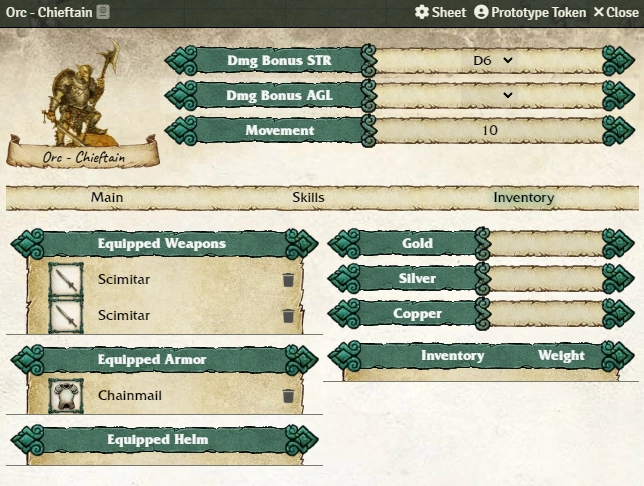 Orc - Chieftain Sheet Prototype Token Close
Dmg Bonus STR D6
Dmg Bonus AGL
Movement 10
Orc - Chieftain
Main Skills Inventory
Equipped Weapons
Scimitar
Scimitar
Equipped Armor
Chainmail
Equipped Helm
Gold
Silver
Copper
Inventory Weight